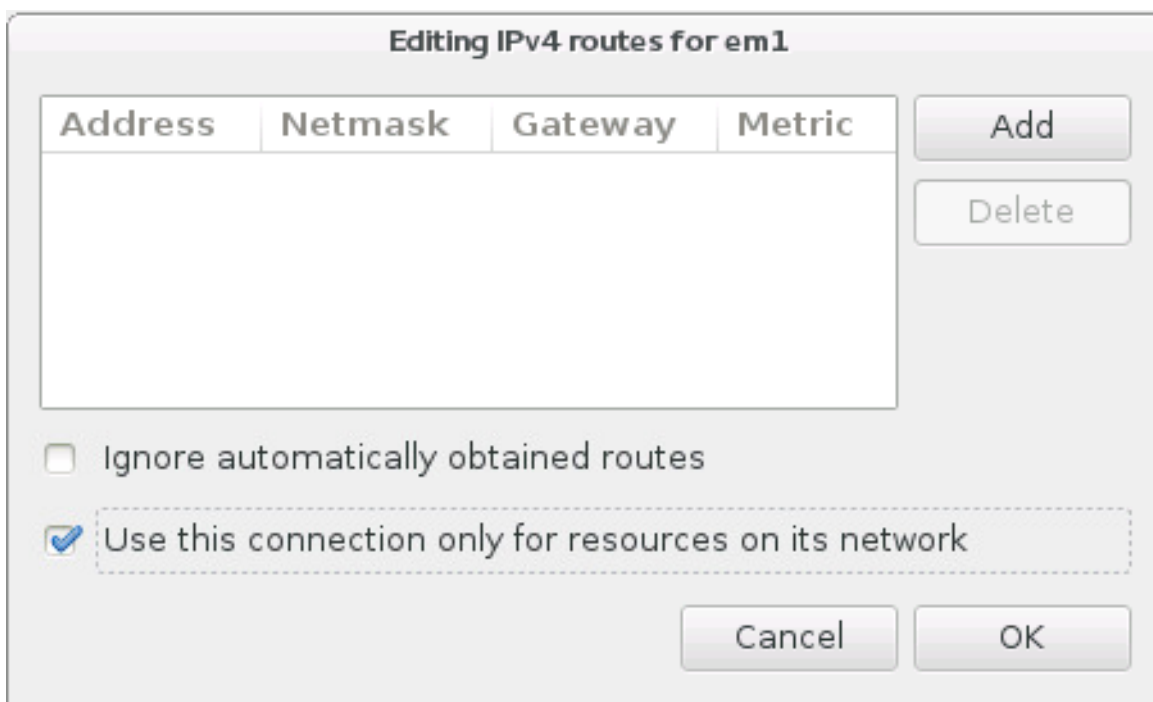 Editing IPv4 routes for em1
Address Netmask Gateway Metric
Add
Delete
Ignore automatically obtained routes
Use this connection only for resources on its network
Cancel OK